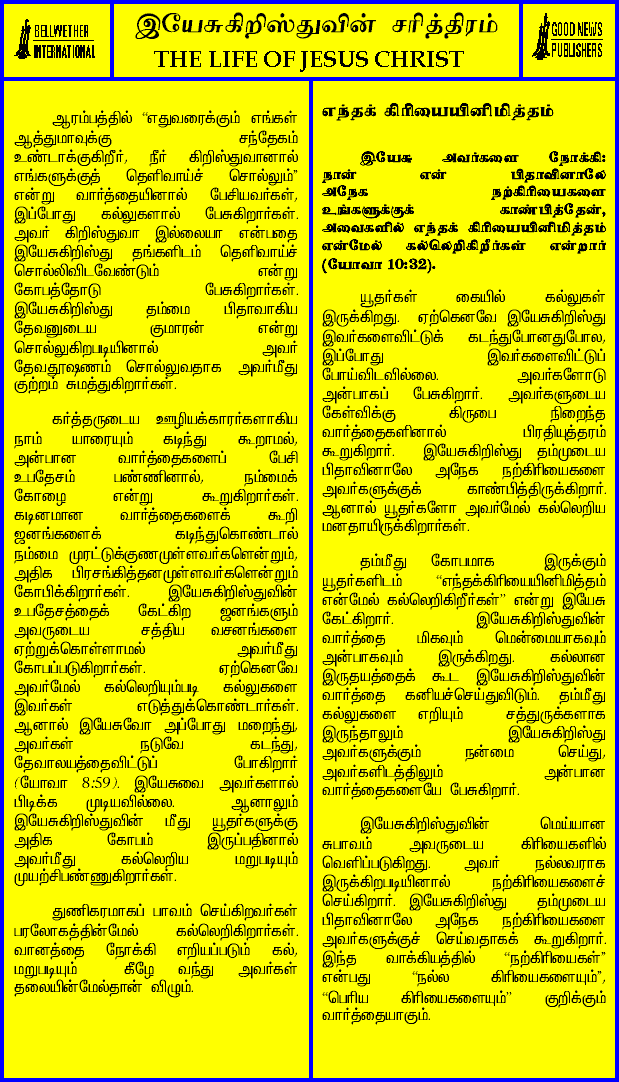 BELLWETHER
INTERNATIONAL
இயேசுகிறிஸ்துவின் சரித்திரம்
THE LIFE OF JESUS CHRIST
GOOD NEWS
PUBLISHERS
ஆரம்பத்தில் “எதுவரைக்கும் எங்கள்
ஆத்துமாவுக்கு சந்தேகம்
உண்டாக்குகிறீர், நீர் கிறிஸ்துவானால்
எங்களுக்குத் தெளிவாய்ச் சொல்லும்”
என்று வார்த்தையினால் பேசியவர்கள்,
இப்போது கல்லுகளால் பேசுகிறார்கள்.
அவர் கிறிஸ்துவா இல்லையா என்பதை
இயேசுகிறிஸ்து தங்களிடம் தெளிவாய்ச்
சொல்லிவிடவேண்டும் என்று
கோபத்தோடு பேசுகிறார்கள்.
இயேசுகிறிஸ்து தம்மை பிதாவாகிய
தேவனுடைய குமாரன் என்று
சொல்லுகிறபடியினால் அவர்
தேவதூஷணம் சொல்லுவதாக அவர்மீது
குற்றம் சுமத்துகிறார்கள்.
கர்த்தருடைய ஊழியக்காரர்களாகிய
நாம் யாரையும் கடிந்து கூறாமல்,
அன்பான வார்த்தைகளைப் பேசி
உபதேசம் பண்ணினால், நம்மைக்
கோழை என்று கூறுகிறார்கள்.
கடினமான வார்த்தைகளைக் கூறி
ஜனங்களைக் கடிந்துகொண்டால்
நம்மை முரட்டுக்குணமுள்ளவர்களென்றும்,
அதிக பிரசங்கித்தனமுள்ளவர்களென்றும்
கோபிக்கிறார்கள். இயேசுகிறிஸ்துவின்
உபதேசத்தைக் கேட்கிற ஜனங்களும்
அவருடைய சத்திய வசனங்களை
ஏற்றுக்கொள்ளாமல் அவர்மீது
கோபப்படுகிறார்கள். ஏற்கெனவே
அவர்மேல் கல்லெறியும்படி கல்லுகளை
இவர்கள் எடுத்துக்கொண்டார்கள்.
ஆனால் இயேசுவோ அப்போது மறைந்து,
அவர்கள் நடுவே கடந்து,
தேவாலயத்தைவிட்டுப் போகிறார்
(யோவா 8:59). இயேசுவை அவர்களால்
பிடிக்க முடியவில்லை. ஆனாலும்
இயேசுகிறிஸ்துவின் மீது யூதர்களுக்கு
அதிக கோபம் இருப்பதினால்
அவர்மீது கல்லெறிய மறுபடியும்
முயற்சிபண்ணுகிறார்கள்.
துணிகரமாகப் பாவம் செய்கிறவர்கள்
பரலோகத்தின்மேல் கல்லெறிகிறார்கள்.
வானத்தை நோக்கி எறியப்படும் கல்,
மறுபடியும் கீழே வந்து அவர்கள்
தலையின்மேல்தான் விழும்.
எந்தக் கிரியையினிமித்தம்
இயேசு அவர்களை நோக்கி:
நான் என் பிதாவினாலே
அநேக நற்கிரியைகளை
உங்களுக்குக் காண்பித்தேன்,
அவைகளில் எந்தக் கிரியையினிமித்தம்
என்மேல் கல்லெறிகிறீர்கள் என்றார்
(யோவா 10:32).
யூதர்கள் கையில் கல்லுகள்
இருக்கிறது. ஏற்கெனவே இயேசுகிறிஸ்து
இவர்களைவிட்டுக் கடந்துபோனதுபோல,
இப்போது இவர்களைவிட்டுப்
போய்விடவில்லை. அவர்களோடு
அன்பாகப் பேசுகிறார். அவர்களுடைய
கேள்விக்கு கிருபை நிறைந்த
வார்த்தைகளினால் பிரதியுத்தரம்
கூறுகிறார். இயேசுகிறிஸ்து தம்முடைய
பிதாவினாலே அநேக நற்கிரியைகளை
அவர்களுக்குக் காண்பித்திருக்கிறார்.
ஆனால் யூதர்களோ அவர்மேல் கல்லெறிய
மனதாயிருக்கிறார்கள்.
தம்மீது கோபமாக இருக்கும்
யூதர்களிடம் “எந்தக்கிரியையினிமித்தம்
என்மேல் கல்லெறிகிறீர்கள்” என்று இயேசு
கேட்கிறார். இயேசுகிறிஸ்துவின்
வார்த்தை மிகவும் மென்மையாகவும்
அன்பாகவும் இருக்கிறது. கல்லான
இருதயத்தைக் கூட இயேசுகிறிஸ்துவின்
வார்த்தை கனியச்செய்துவிடும். தம்மீது
கல்லுகளை எறியும் சத்துருக்களாக
இருந்தாலும் இயேசுகிறிஸ்து
அவர்களுக்கும் நன்மை செய்து,
அவர்களிடத்திலும் அன்பான
வார்த்தைகளையே பேசுகிறார்.
இயேசுகிறிஸ்துவின் மெய்யான
சுபாவம் அவருடைய கிரியைகளில்
வெளிப்படுகிறது. அவர் நல்லவராக
இருக்கிறபடியினால் நற்கிரியைகளைச்
செய்கிறார். இயேசுகிறிஸ்து தம்முடைய
பிதாவினாலே அநேக நற்கிரியைகளை
அவர்களுக்குச் செய்வதாகக் கூறுகிறார்.
இந்த வாக்கியத்தில் “நற்கிரியைகள்”
என்பது “நல்ல கிரியைகளையும்”,
“பெரிய கிரியைகளையும்” குறிக்கும்
வார்த்தையாகும்.